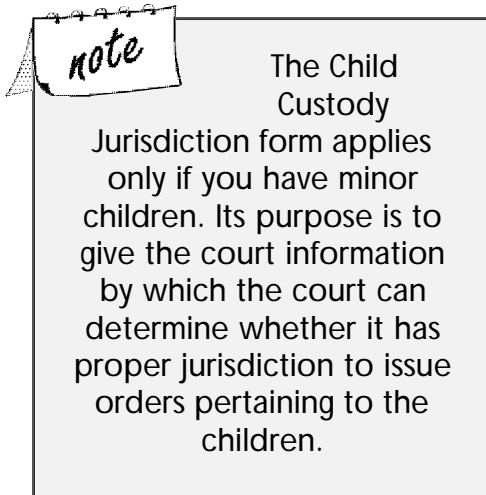 note
The Child
Custody
Jurisdiction form applies
only if you have minor
children. Its purpose is to
give the court information
by which the court can
determine whether it has
proper jurisdiction to issue
orders pertaining to the
children.